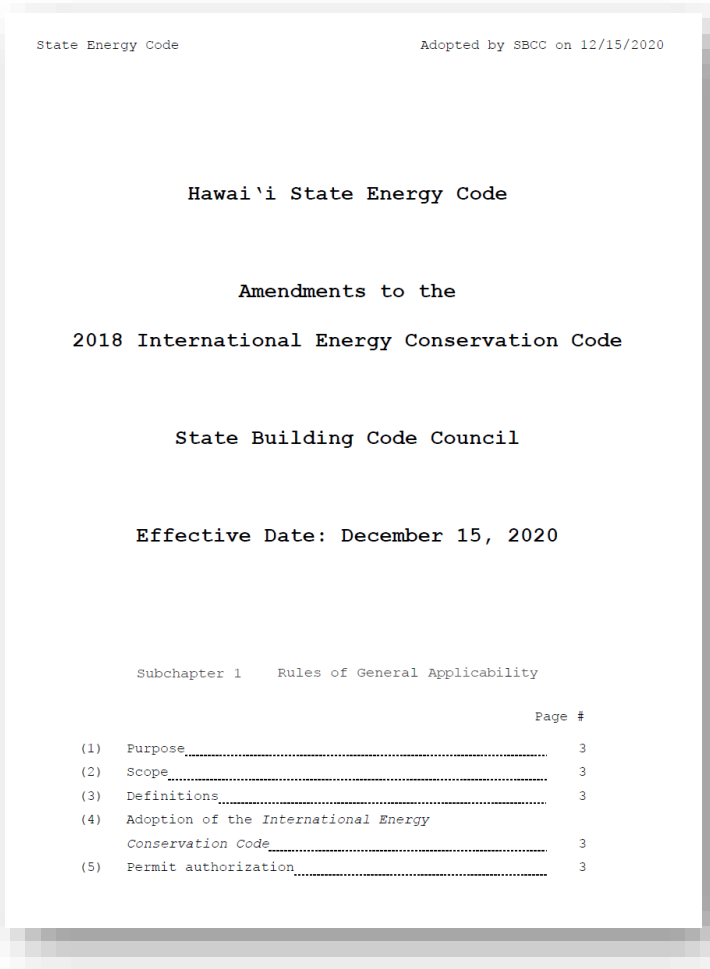 State Energy Code Adopted by SBCC on 12/15/2020
Hawai‘i State Energy Code
Amendments to the
2018 International Energy Conservation Code
State Building Code Council
Effective Date: December 15, 2020
Subchapter 1 Rules of General Applicability
Page #
(1) Purpose 3
(2) Scope 3
(3) Definitions 3
(4) Adoption of the International Energy
Conservation Code 3
(5) Permit authorization 3